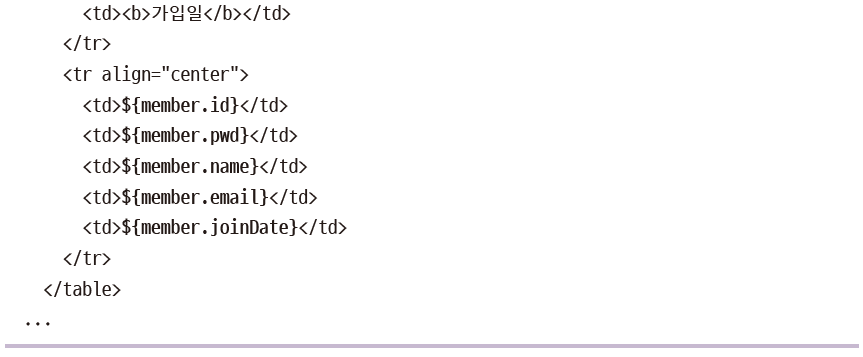 <td><b>가입일</b></td>
</tr>
<tr align="center">
<td>${member.id}</td>
<td>${member.pwd}</td>
<td>${member.name}</td>
<td>${member.email}</td>
<td>${member.joinDate}</td>
</tr>
</table>
...